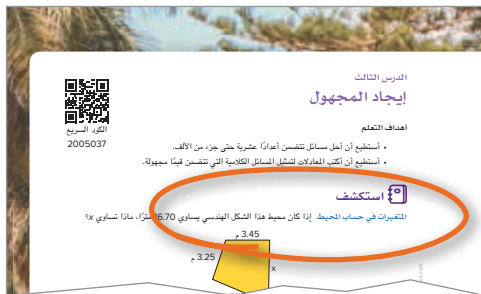 الدرس الثالث
إيجاد المجهول
الكود السريع
2005037
أهداف التعلم
• أستطيع أن أحل مسائل تتضمن أعدادًا عشرية حتى جزء من الألف.
• أستطيع أن أكتب المعادلات لتمثيل المسائل الكلامية التي تتضمن قيمًا مجهولة.
استكشف
المتغيرات في حساب المحيط، إذا كان محيط هذا الشكل الهندسي يساوي 16.70 مترًا، ماذا تساوي x؟
3.45 م
3.25 م
x